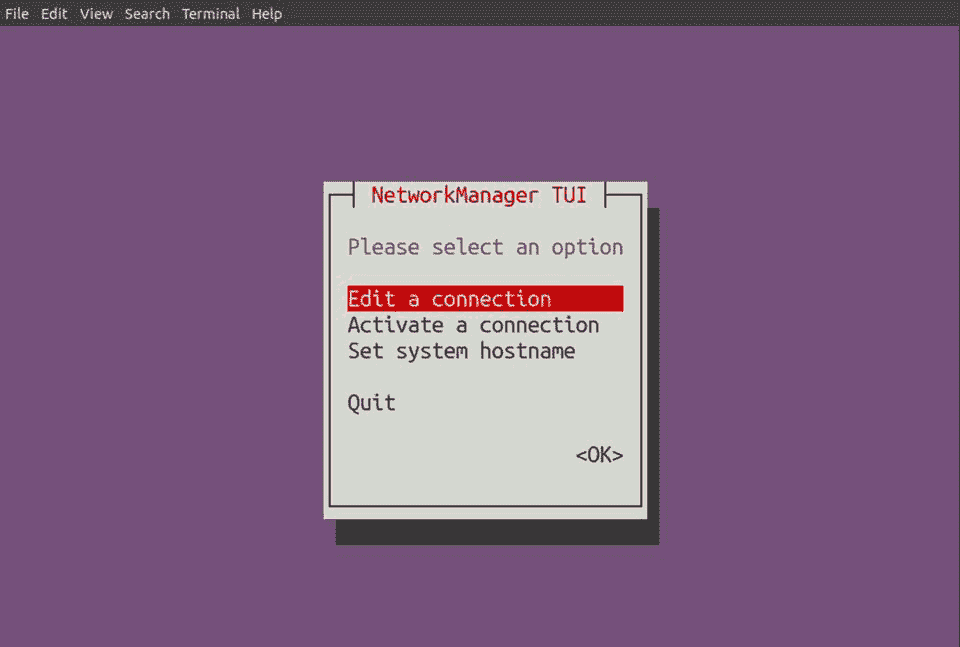 File Edit View Search Terminal Help
NetworkManager TUI
Please select an option
Edit a connection
Activate a connection
Set system hostname
Quit
<OK>